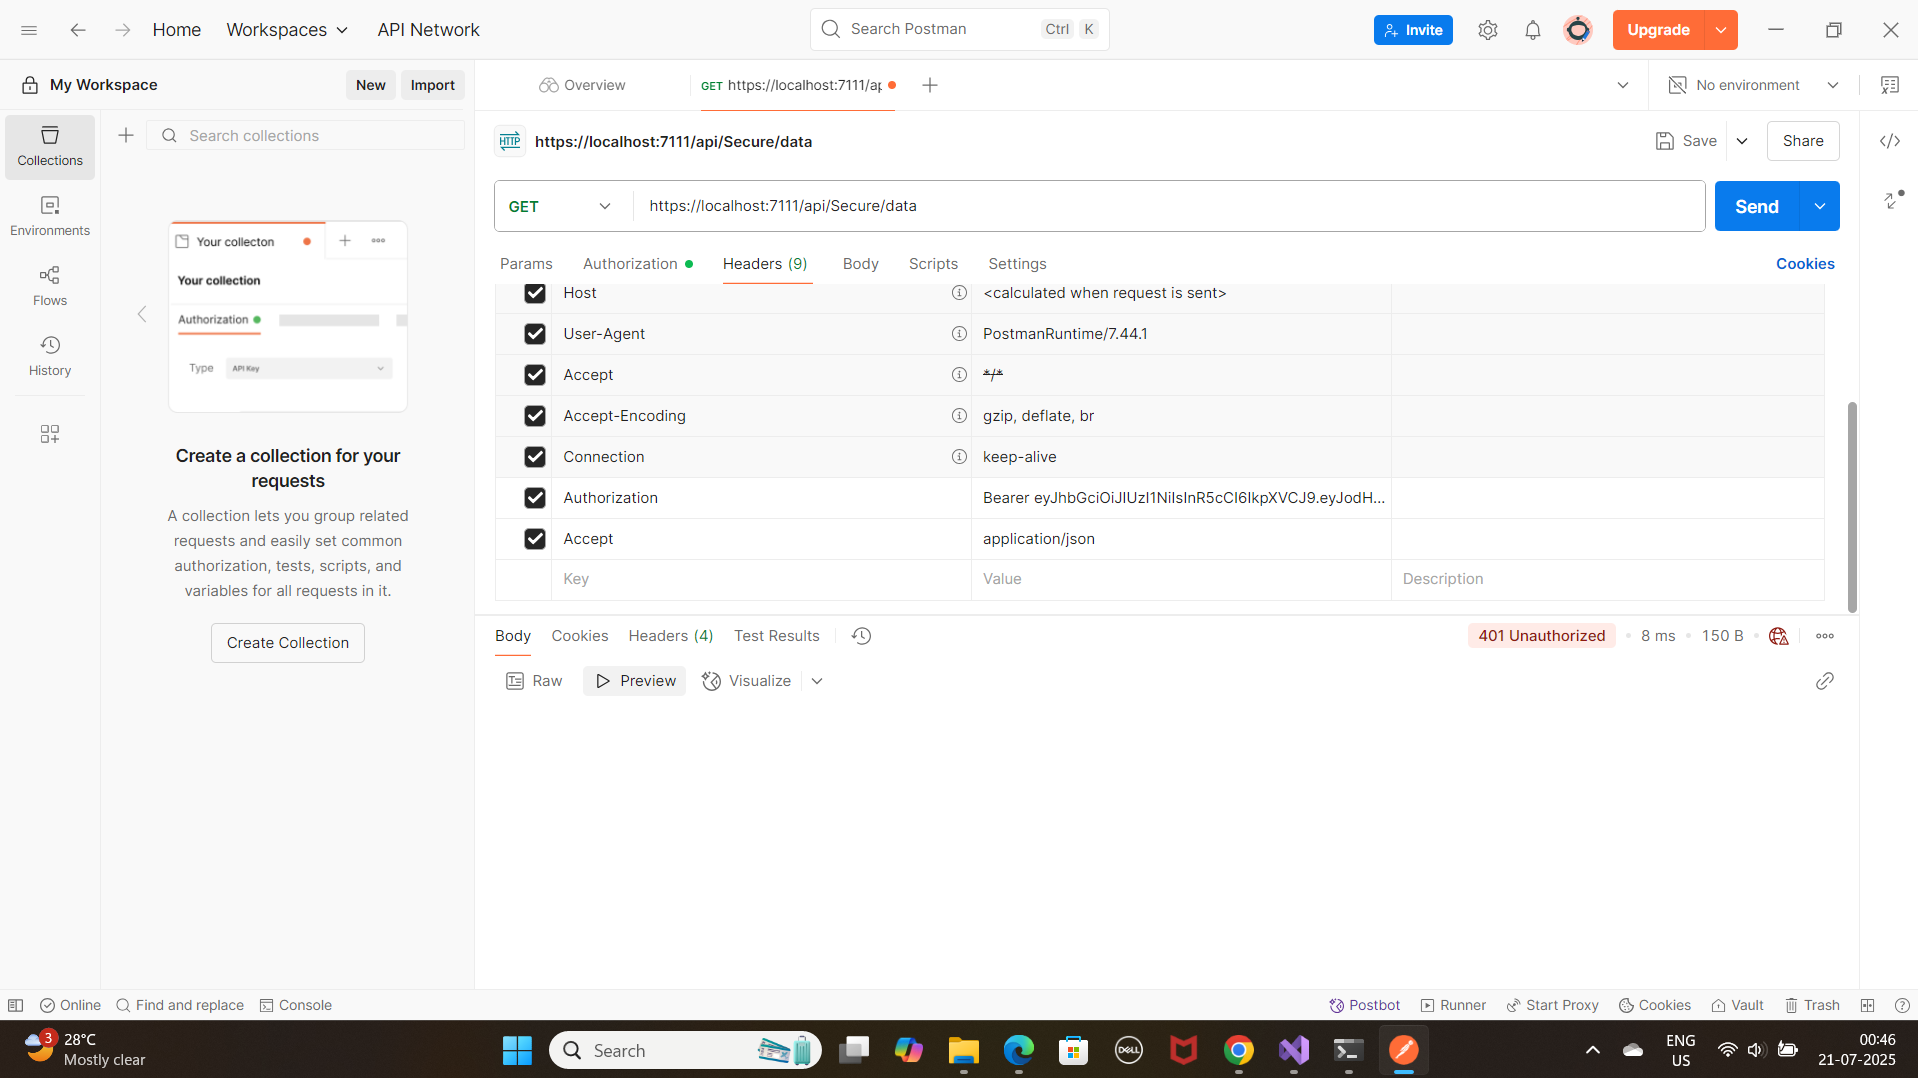 Home
Workspaces
API Network
Search Postman
Ctrl
K
Invite
Upgrade
My Workspace
New
Import
Overview
GET https://localhost:7111/ap
No environment
Collections
Search collections
https://localhost:7111/api/Secure/data
Save
Share
Environments
GET
https://localhost:7111/api/Secure/data
Send
Your collecton
Params
Authorization
Headers (9)
Body
Scripts
Settings
Cookies
Flows
Your collection
Host
<calculated when request is sent>
Authorization
User-Agent
PostmanRuntime/7.44.1
History
Type
API Key
Accept
*/*
Accept-Encoding
gzip, deflate, br
Create a collection for your
requests
Connection
keep-alive
A collection lets you group related
requests and easily set common
authorization, tests, scripts, and
variables for all requests in it.
Authorization
Bearer eyJhbGciOiJIUzI1NiIsInR5cCI6IkpXVCJ9.eyJodH...
Accept
application/json
Key
Value
Description
Create Collection
Body
Cookies
Headers (4)
Test Results
401 Unauthorized
8 ms
150 B
Raw
Preview
Visualize
Online
Find and replace
Console
Postbot
Runner
Start Proxy
Cookies
Vault
Trash
3
28°C
Mostly clear
Search
DELL
ENG
US
00:46
21-07-2025